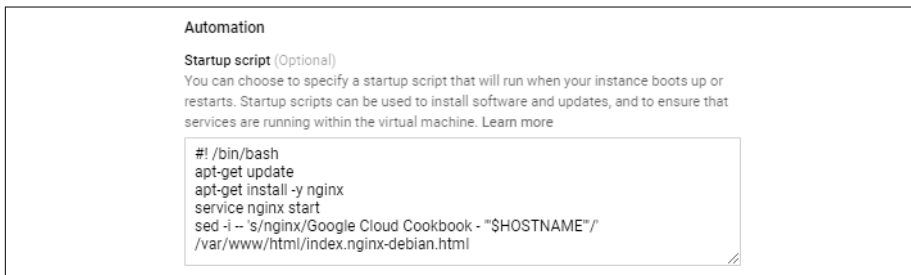 Automation
Startup script (Optional)
You can choose to specify a startup script that will run when your instance boots up or
restarts. Startup scripts can be used to install software and updates, and to ensure that
services are running within the virtual machine. Learn more
#! /bin/bash
apt-get update
apt-get install -y nginx
service nginx start
sed -i -- 's/nginx/Google Cloud Cookbook - '"$HOSTNAME"'/'
/var/www/html/index.nginx-debian.html